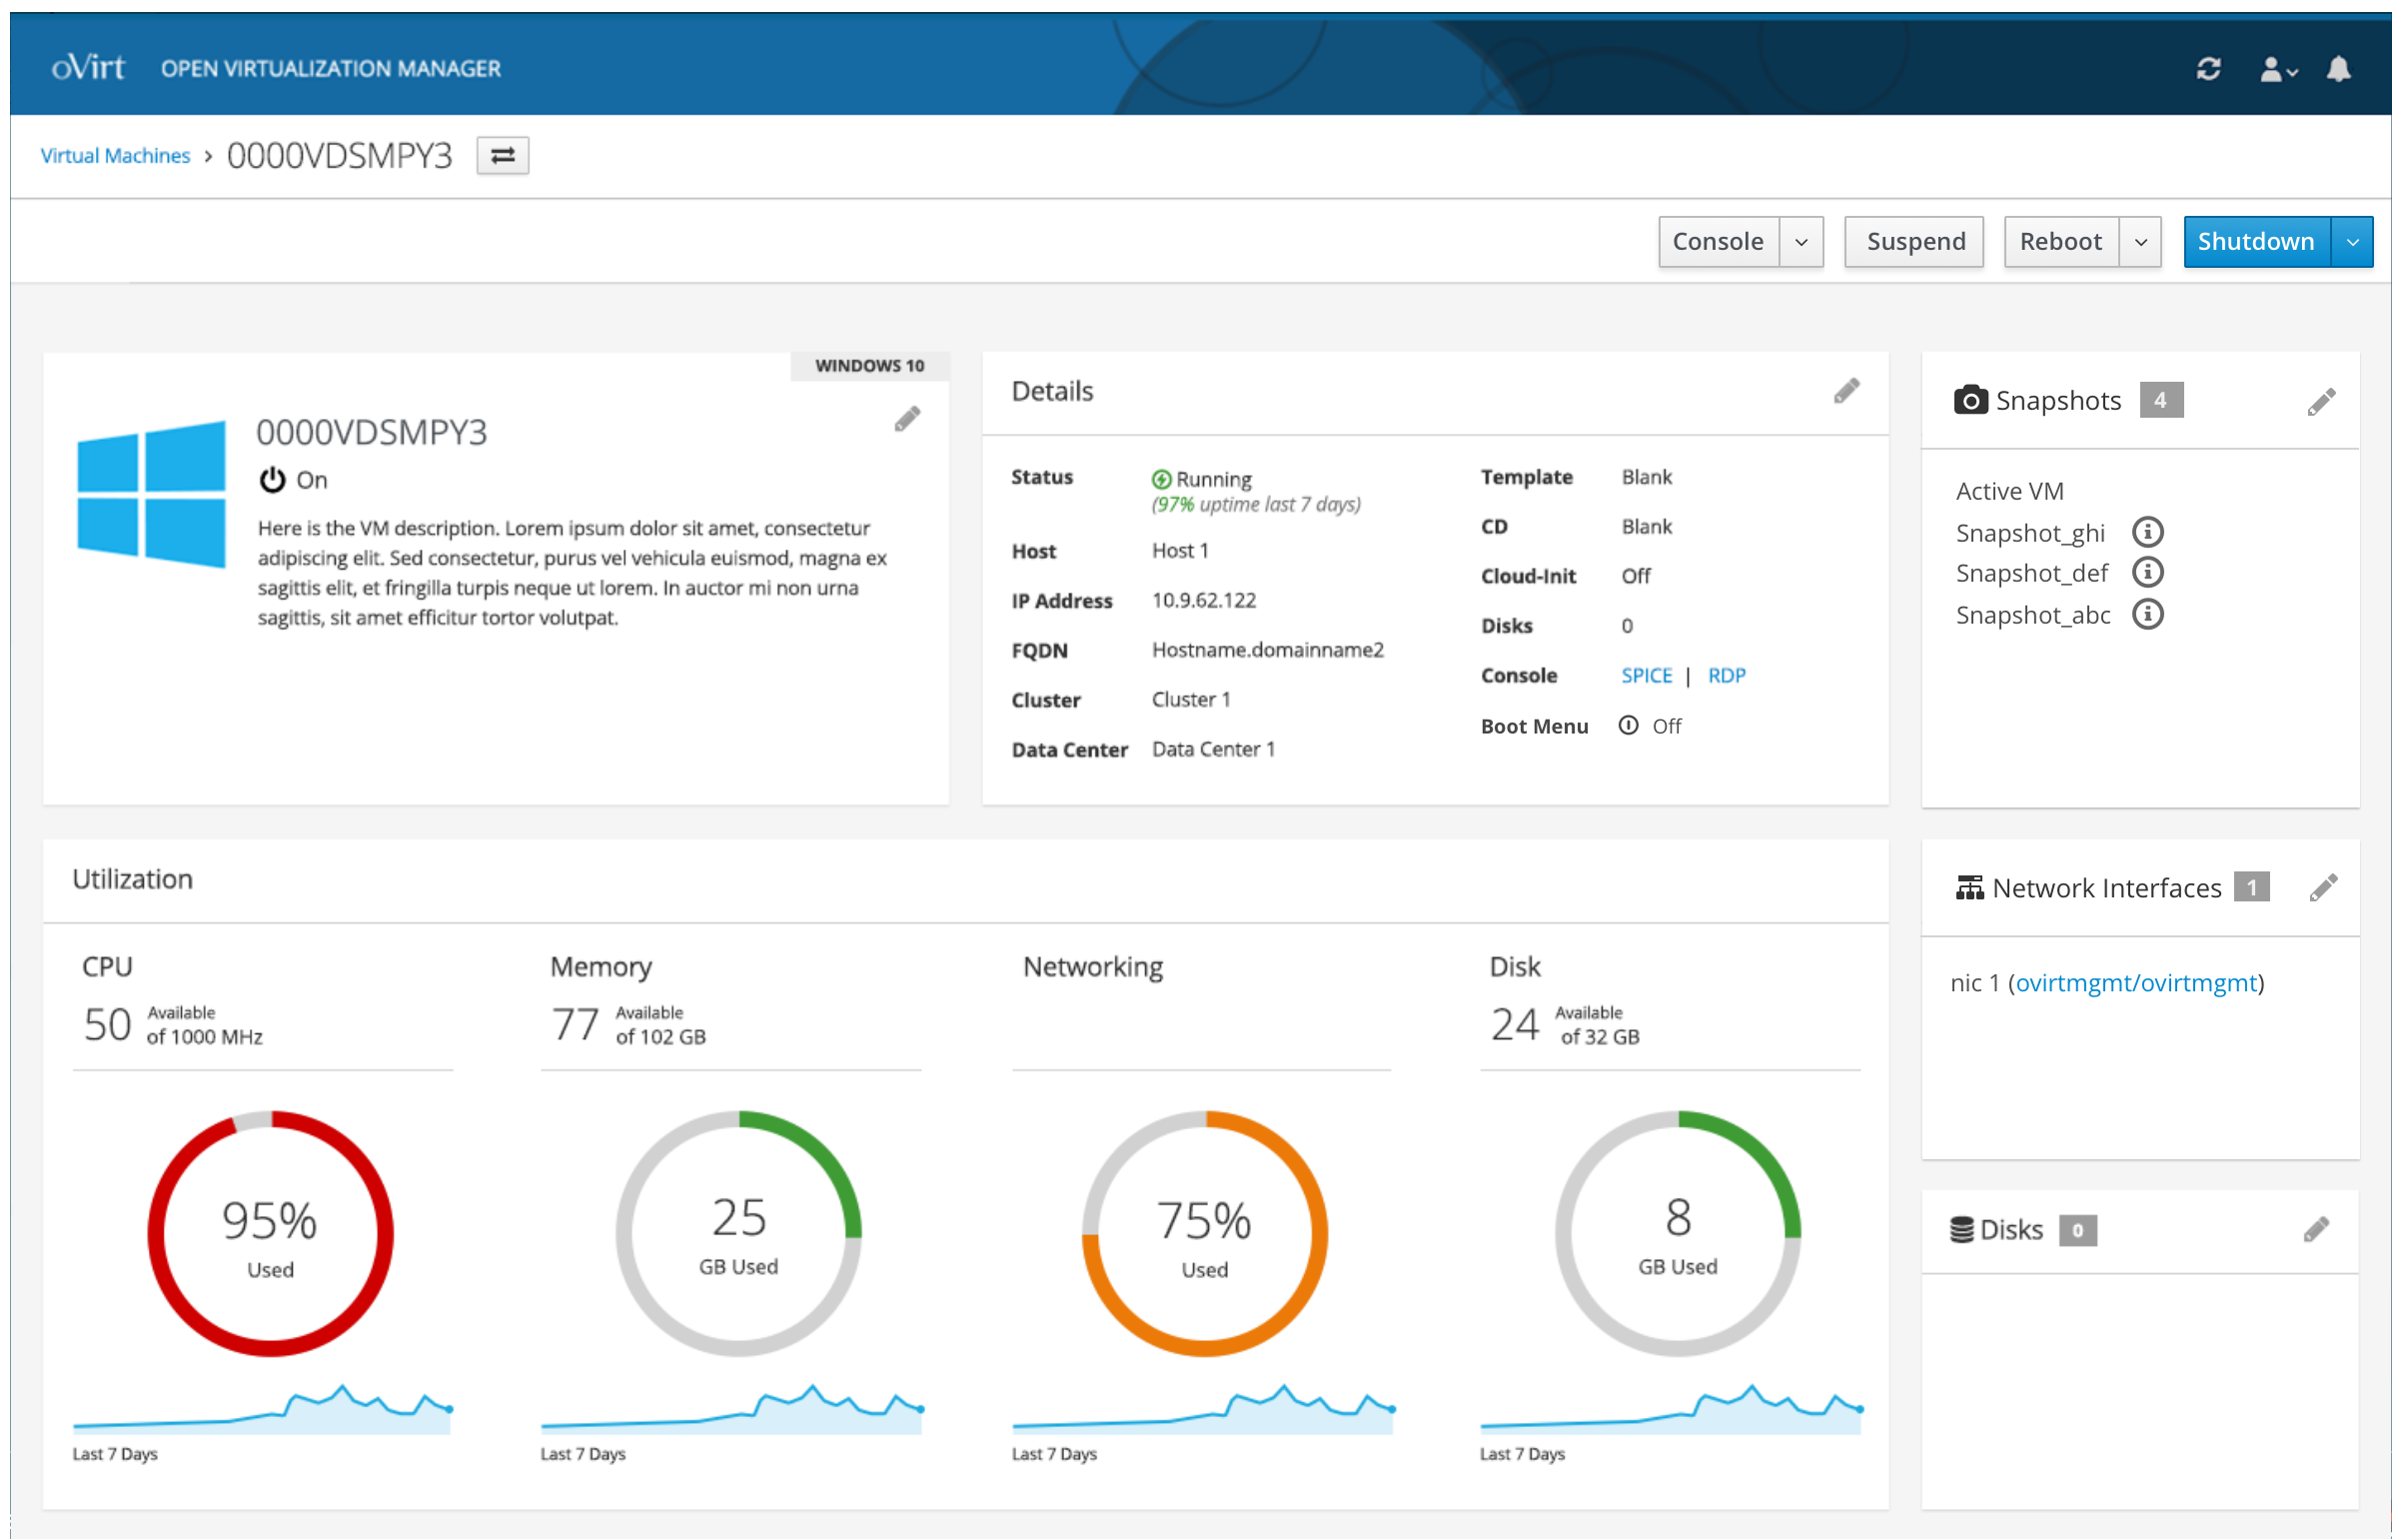 oVirt OPEN VIRTUALIZATION MANAGER
Virtual Machines > 0000VDSMPY3
Console Suspend Reboot Shutdown
WINDOWS 10
0000VDSMPY3
On
Here is the VM description. Lorem ipsum dolor sit amet, consectetur
adipiscing elit. Sed consectetur, purus vel vehicula euismod, magna ex
sagittis elit, et fringilla turpis neque ut lorem. In auctor mi non urna
sagittis, sit amet efficitur tortor volutpat.
Details
Status Running
(97% uptime last 7 days)
Host Host 1
IP Address 10.9.62.122
FQDN Hostname.domainname2
Cluster Cluster 1
Data Center Data Center 1
Template Blank
CD Blank
Cloud-Init Off
Disks 0
Console SPICE | RDP
Boot Menu Off
Snapshots 4
Active VM
Snapshot_ghi
Snapshot_def
Snapshot_abc
Utilization
CPU
50 Available
of 1000 MHz
95%
Used
Last 7 Days
Memory
77 Available
of 102 GB
25
GB Used
Last 7 Days
Networking
75%
Used
Last 7 Days
Disk
24 Available
of 32 GB
8
GB Used
Last 7 Days
Network Interfaces 1
nic 1 (ovirtmgmt/ovirtmgmt)
Disks 0